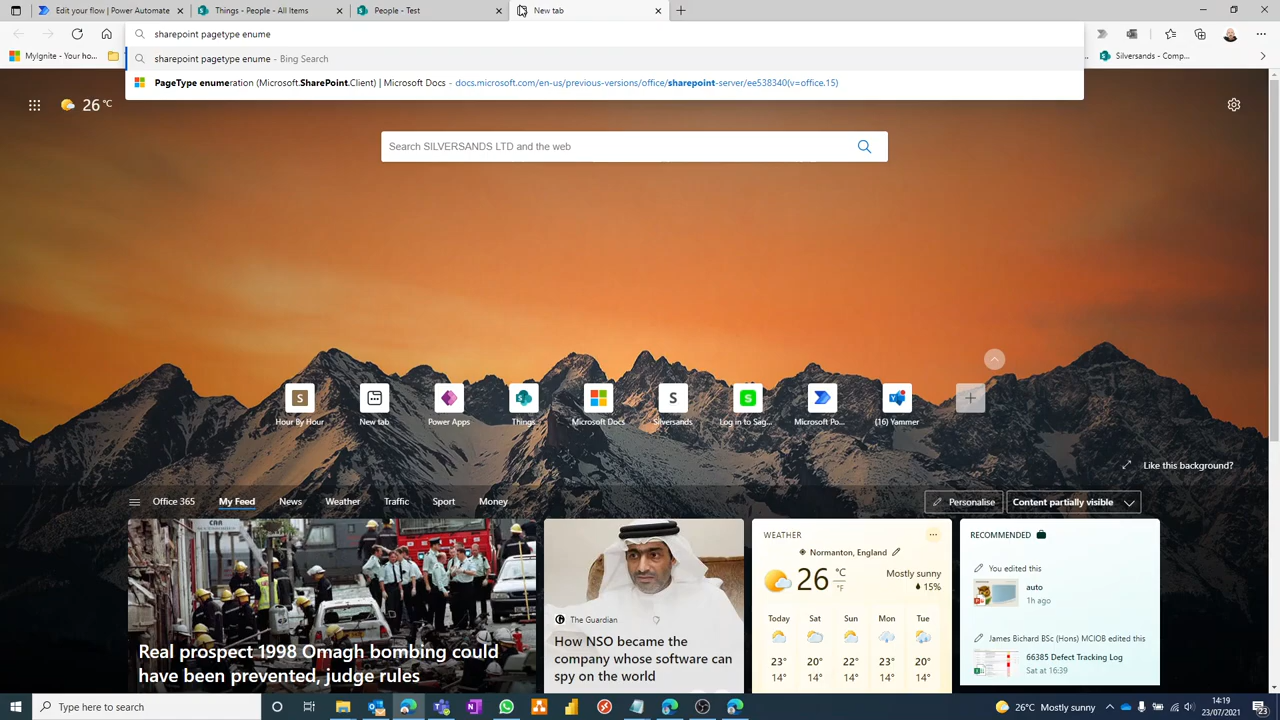 Edit your flow | Power Automate
Things - People - All Items
People - Test
New tab
sharepoint pagetype enume
MyIgnite - Your ho...
Silversands - Comp...
sharepoint pagetype enume - Bing Search
PageType enumeration (Microsoft.SharePoint.Client) | Microsoft Docs - docs.microsoft.com/en-us/previous-versions/office/sharepoint-server/ee538340(v=office.15)
26 °C
Search SILVERSANDS LTD and the web
S
S
S
Hour By Hour
New tab
Power Apps
Things
Microsoft Docs
Silversands
Log in to Sag...
Microsoft Po...
(16) Yammer
Like this background?
Office 365
My Feed
News
Weather
Traffic
Sport
Money
Personalise
Content partially visible
Real prospect 1998 Omagh bombing could
have been prevented, judge rules
The Guardian
How NSO became the
company whose software can
spy on the world
WEATHER
Normanton, England
26 °C
°F
Mostly sunny
15%
Today
Sat
Sun
Mon
Tue
23°
20°
22°
23°
20°
14°
14°
14°
14°
14°
RECOMMENDED
You edited this
auto
1h ago
James Bichard BSc (Hons) MCIOB edited this
66385 Defect Tracking Log
Sat at 16:39
Type here to search
26°C Mostly sunny
14:19
23/07/2021